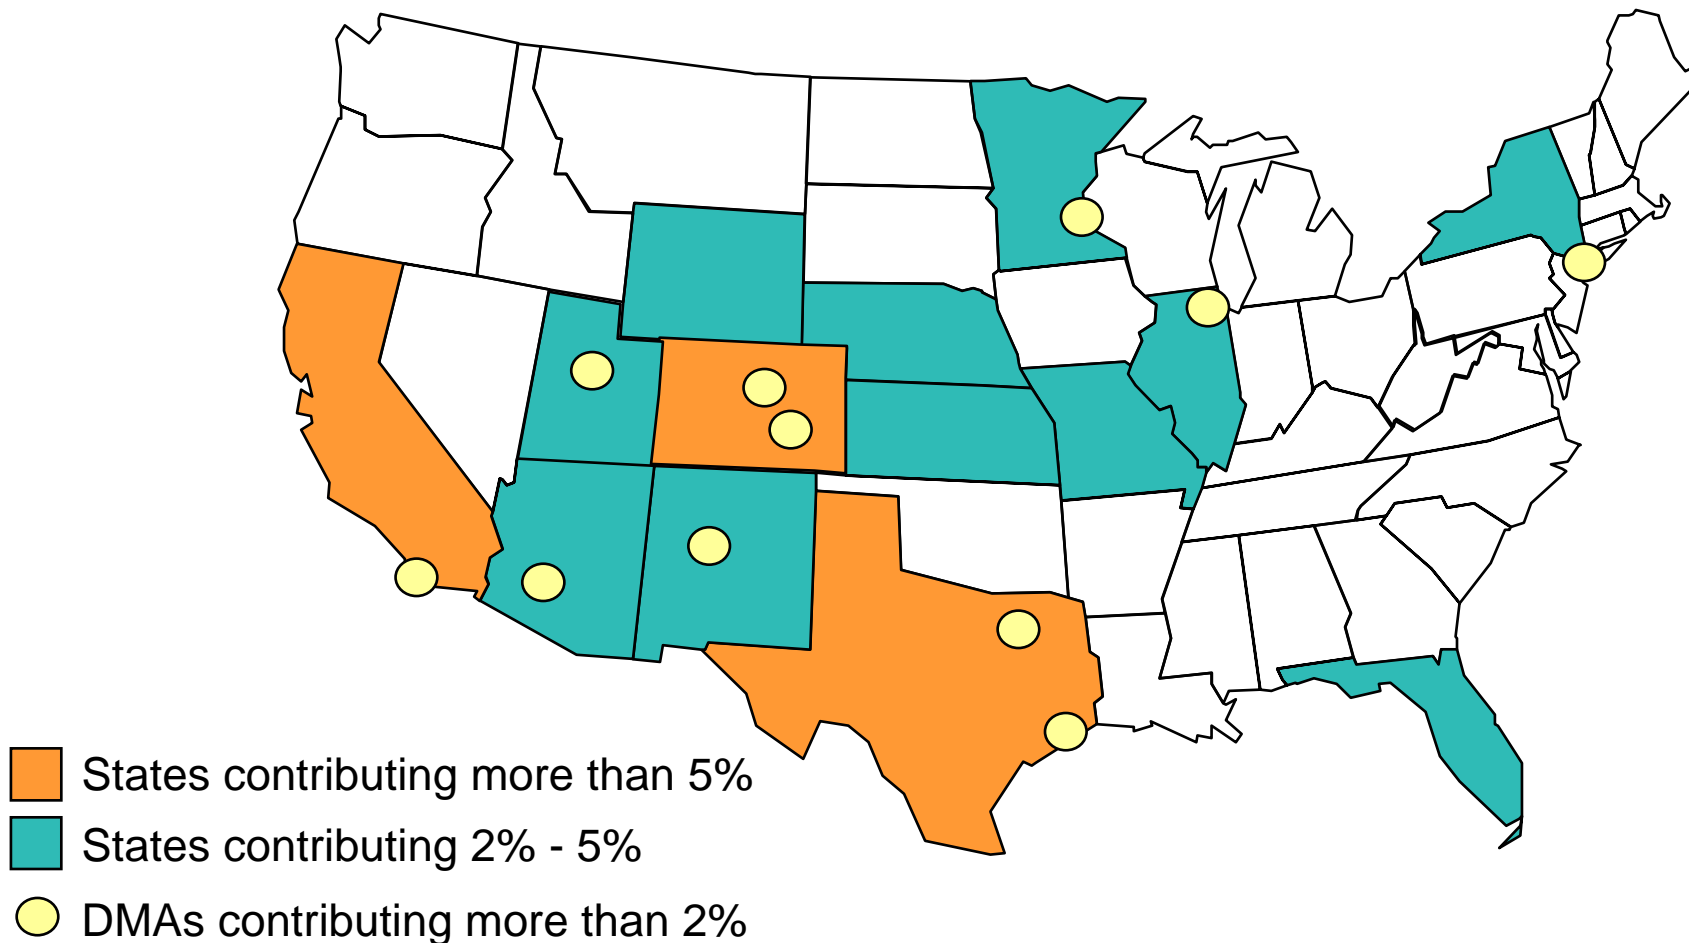 States contributing more than 5%
States contributing 2% - 5%
DMAs contributing more than 2%